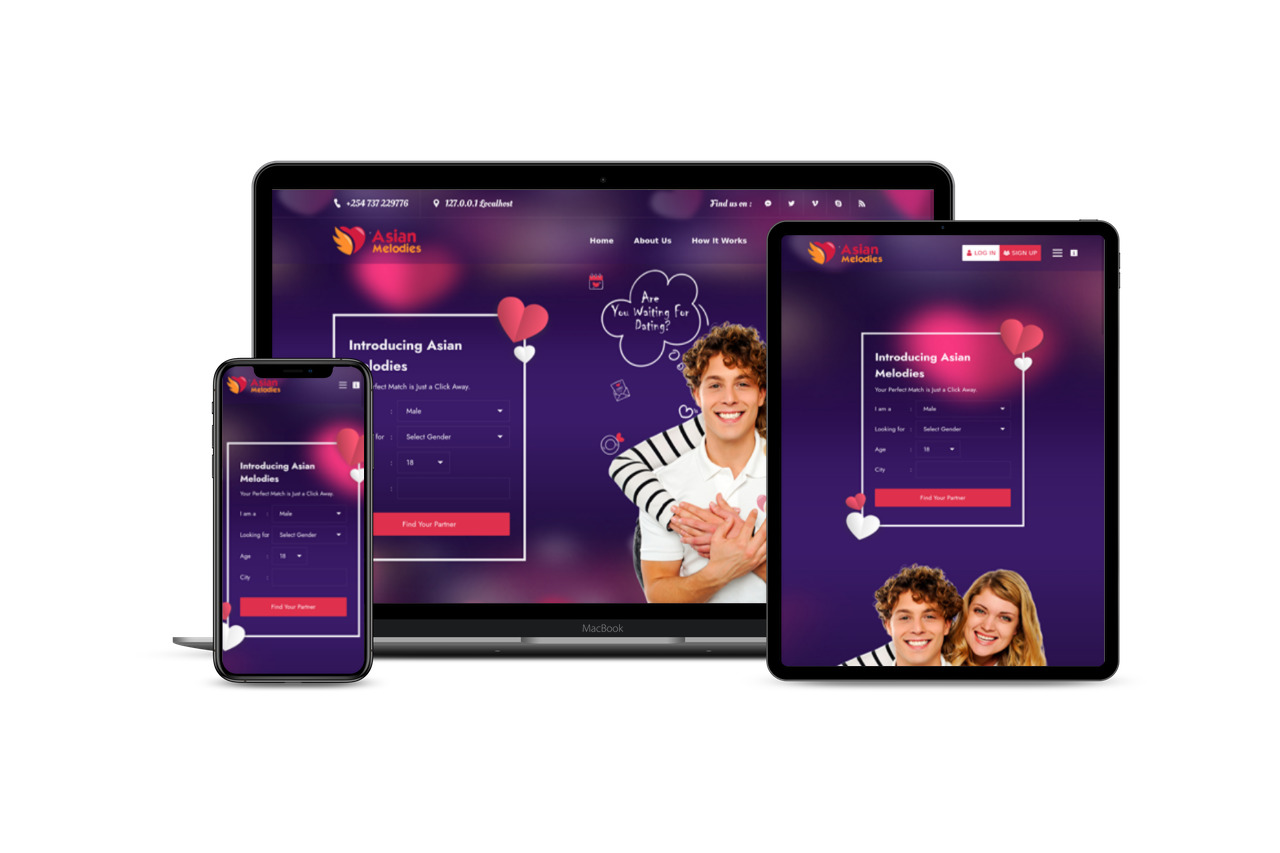 +254 737 229776
127.0.0.1 Localhost
Find us on :
Asian
Melodies
Home
About Us
How It Works
Are
You Waiting For
Dating?
Introducing Asian
elodies
rfect Match is Just a Click Away.
: Male
for : Select Gender
: 18
:
Find Your Partner
MacBook
Asian
Melodies
Introducing Asian
Melodies
Your Perfect Match is Just a Click Away.
I am a : Male
Looking for : Select Gender
Age : 18
City :
Find Your Partner
Asian
Melodies
LOG IN
SIGN UP
Introducing Asian
Melodies
Your Perfect Match is Just a Click Away.
I am a : Male
Looking for : Select Gender
Age : 18
City :
Find Your Partner